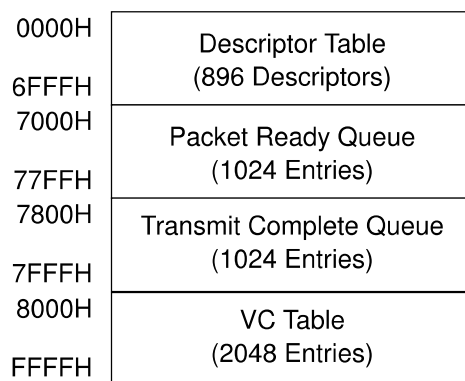 0000H
Descriptor Table
(896 Descriptors)
6FFFH
7000H
Packet Ready Queue
(1024 Entries)
77FFH
7800H
Transmit Complete Queue
(1024 Entries)
7FFFH
8000H
VC Table
(2048 Entries)
FFFFH